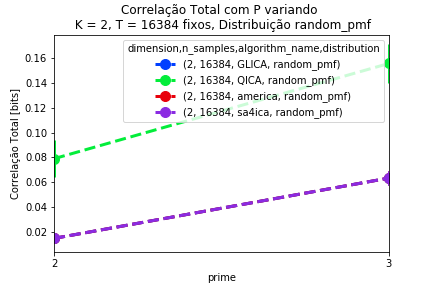 Correlação Total com P variando
K = 2, T = 16384 fixos, Distribuição random_pmf
dimension,n_samples,algorithm_name,distribution
(2, 16384, GLICA, random_pmf)
(2, 16384, QICA, random_pmf)
(2, 16384, america, random_pmf)
(2, 16384, sa4ica, random_pmf)
Correlação Total [bits]
0.16
0.14
0.12
0.10
0.08
0.06
0.04
0.02
2
3
prime